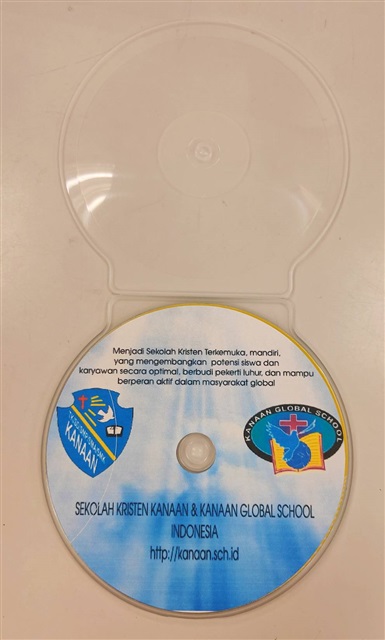 Menjadi Sekolah Kristen Terkemuka, mandiri,
yang mengembangkan potensi siswa dan
karyawan secara optimal, berbudi pekerti luhur, dan mampu
berperan aktif dalam masyarakat global
KANAAN
KANAAN GLOBAL SCHOOL
SEKOLAH KRISTEN KANAAN & KANAAN GLOBAL SCHOOL
INDONESIA
http://kanaan.sch.id